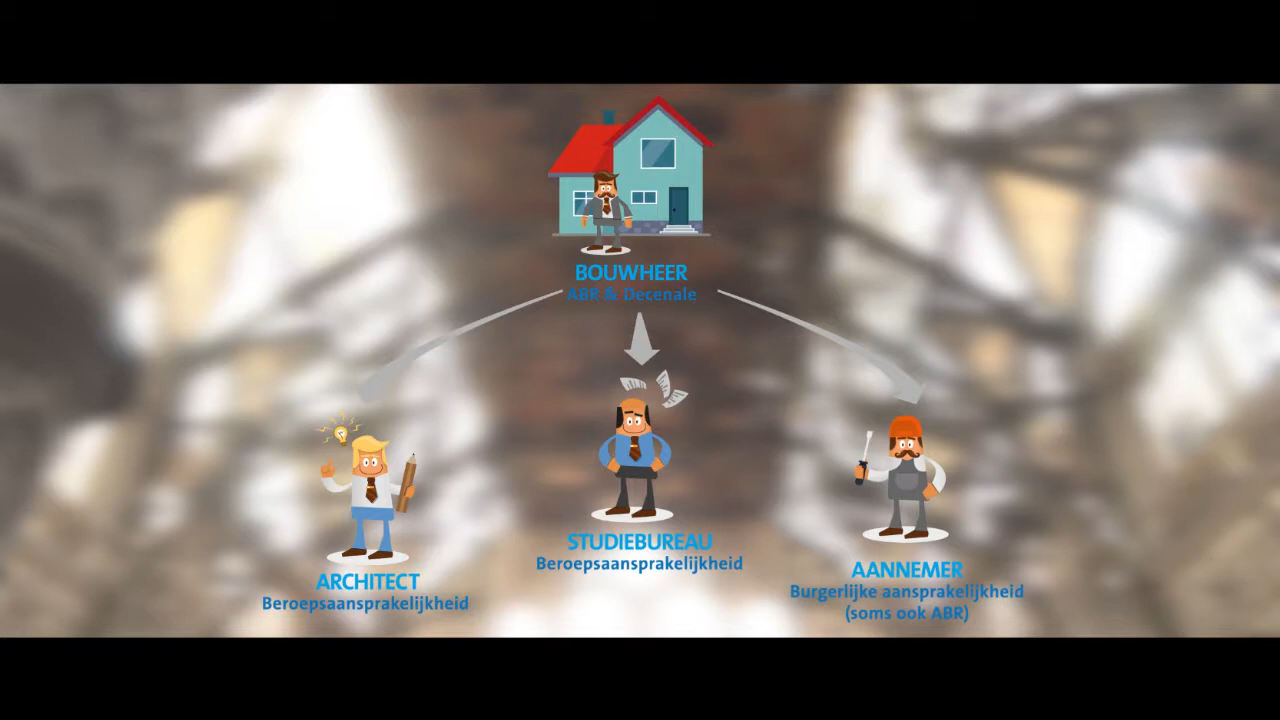 BOUWHEER
ABR & Decenale
STUDIEBUREAU
Beroepsaansprakelijkheid
ARCHITECT
Beroepsaansprakelijkheid
AANNEMER
Burgerlijke aansprakelijkheid
(soms ook ABR)